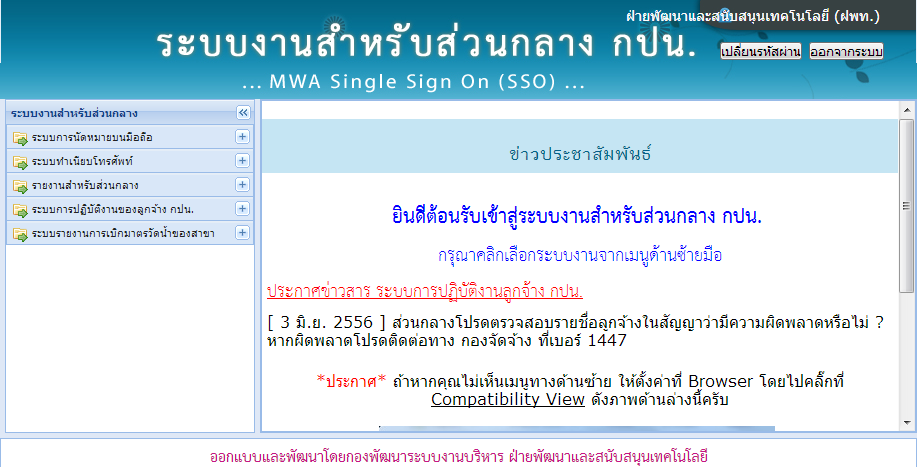 ฝ่ายพัฒนาและสนับสนุนเทคโนโลยี (ฝพท.)
ระบบงานสำหรับส่วนกลาง กปน.
เปลี่ยนรหัสผ่าน ออกจากระบบ
... MWA Single Sign On (SSO) ...
ระบบงานสำหรับส่วนกลาง
ระบบการนัดหมายบนมือถือ
ระบบทำเนียบโทรศัพท์
รายงานสำหรับส่วนกลาง
ระบบการปฏิบัติงานของลูกจ้าง กปน.
ระบบรายงานการเบิกมาตรวัดน้ำของสาขา
ข่าวประชาสัมพันธ์
ยินดีต้อนรับเข้าสู่ระบบงานสำหรับส่วนกลาง กปน.
กรุณาคลิกเลือกระบบงานจากเมนูด้านซ้ายมือ
ประกาศข่าวสาร ระบบการปฏิบัติงานลูกจ้าง กปน.
[ 3 มิ.ย. 2556 ] ส่วนกลางโปรดตรวจสอบรายชื่อลูกจ้างในสัญญาว่ามีความผิดพลาดหรือไม่ ?
หากผิดพลาดโปรดติดต่อทาง กองจัดจ้าง ที่เบอร์ 1447
*ประกาศ* ถ้าหากคุณไม่เห็นเมนูทางด้านซ้าย ให้ตั้งค่าที่ Browser โดยไปคลิ๊กที่
Compatibility View ดังภาพด้านล่างนี้ครับ
ออกแบบและพัฒนาโดยกองพัฒนาระบบงานบริหาร ฝ่ายพัฒนาและสนับสนุนเทคโนโลยี